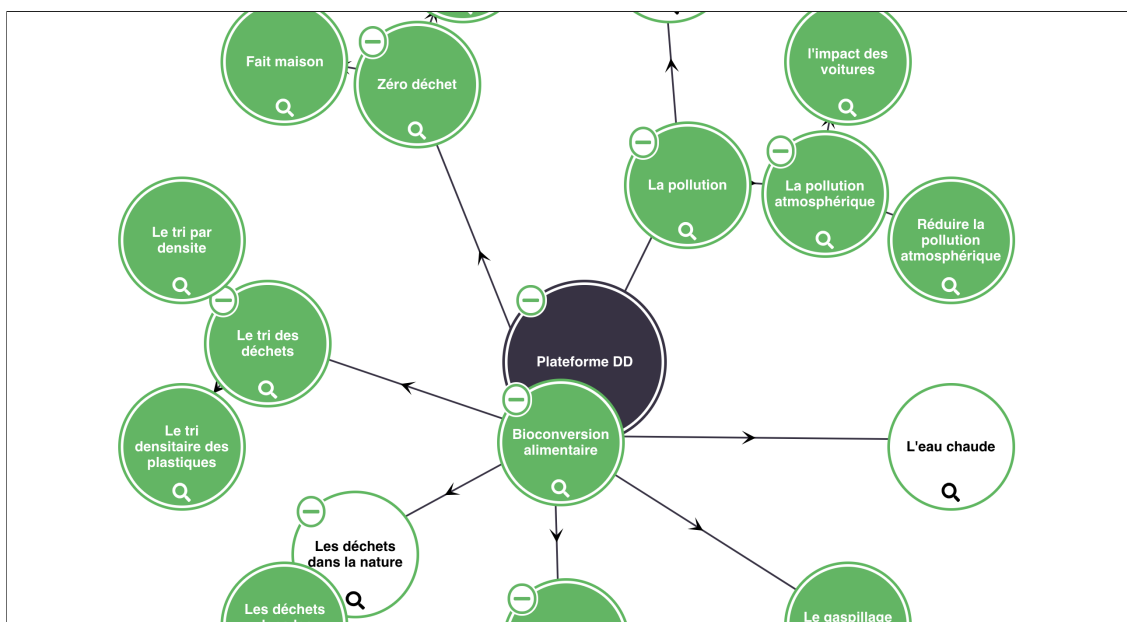 Fait maison
Zéro déchet
l'impact des
voitures
La pollution
La pollution
atmosphérique
Réduire la
pollution
atmosphérique
Le tri par
densite
Le tri des
déchets
Plateforme DD
Le tri
densitaire des
plastiques
Bioconversion
alimentaire
L'eau chaude
Les déchets
dans la nature
Les déchets
Le gaspillage